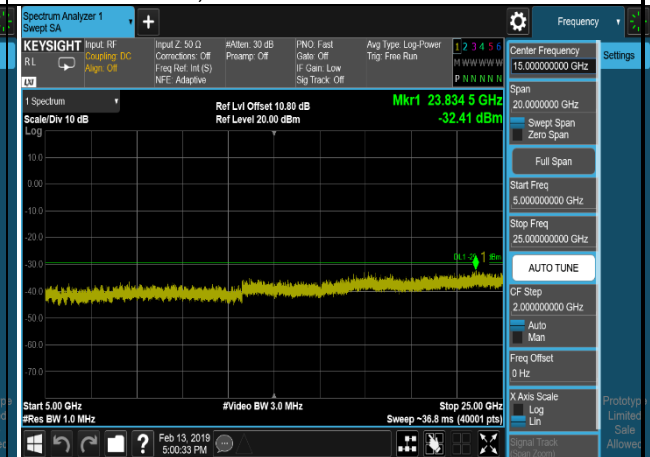 Spectrum Analyzer 1
Swept SA
+
Frequency
KEYSIGHT
RL
LXI
Input: RF
Coupling: DC
Align: Off
Input Z: 50 Ω
Corrections: Off
Freq Ref: Int (S)
NFE: Adaptive
#Atten: 30 dB
Preamp: Off
PNO: Fast
Gate: Off
IF Gain: Low
Sig Track: Off
Avg Type: Log-Power
Trig: Free Run
1 2 3 4 5 6
M W W W W W
P N N N N N
1 Spectrum
Scale/Div 10 dB
Log
Ref Lvl Offset 10.80 dB
Ref Level 20.00 dBm
Mkr1 23.834 5 GHz
-32.41 dBm
10.0
0.00
-10.0
-20.0
-30.0
-40.0
-50.0
-60.0
-70.0
1
Start 5.00 GHz
#Res BW 1.0 MHz
#Video BW 3.0 MHz
Stop 25.00 GHz
Sweep ~36.8 ms (40001 pts)
?
Feb 13, 2019
5:00:33 PM
Center Frequency
15.000000000 GHz
Span
20.0000000 GHz
Swept Span
Zero Span
Full Span
Start Freq
5.000000000 GHz
Stop Freq
25.000000000 GHz
AUTO TUNE
CF Step
2.000000000 GHz
Auto
Man
Freq Offset
0 Hz
X Axis Scale
Log
Lin
Signal Track
(Span Zoom)
Settings
Prototype
Limited
Sale
Allowed